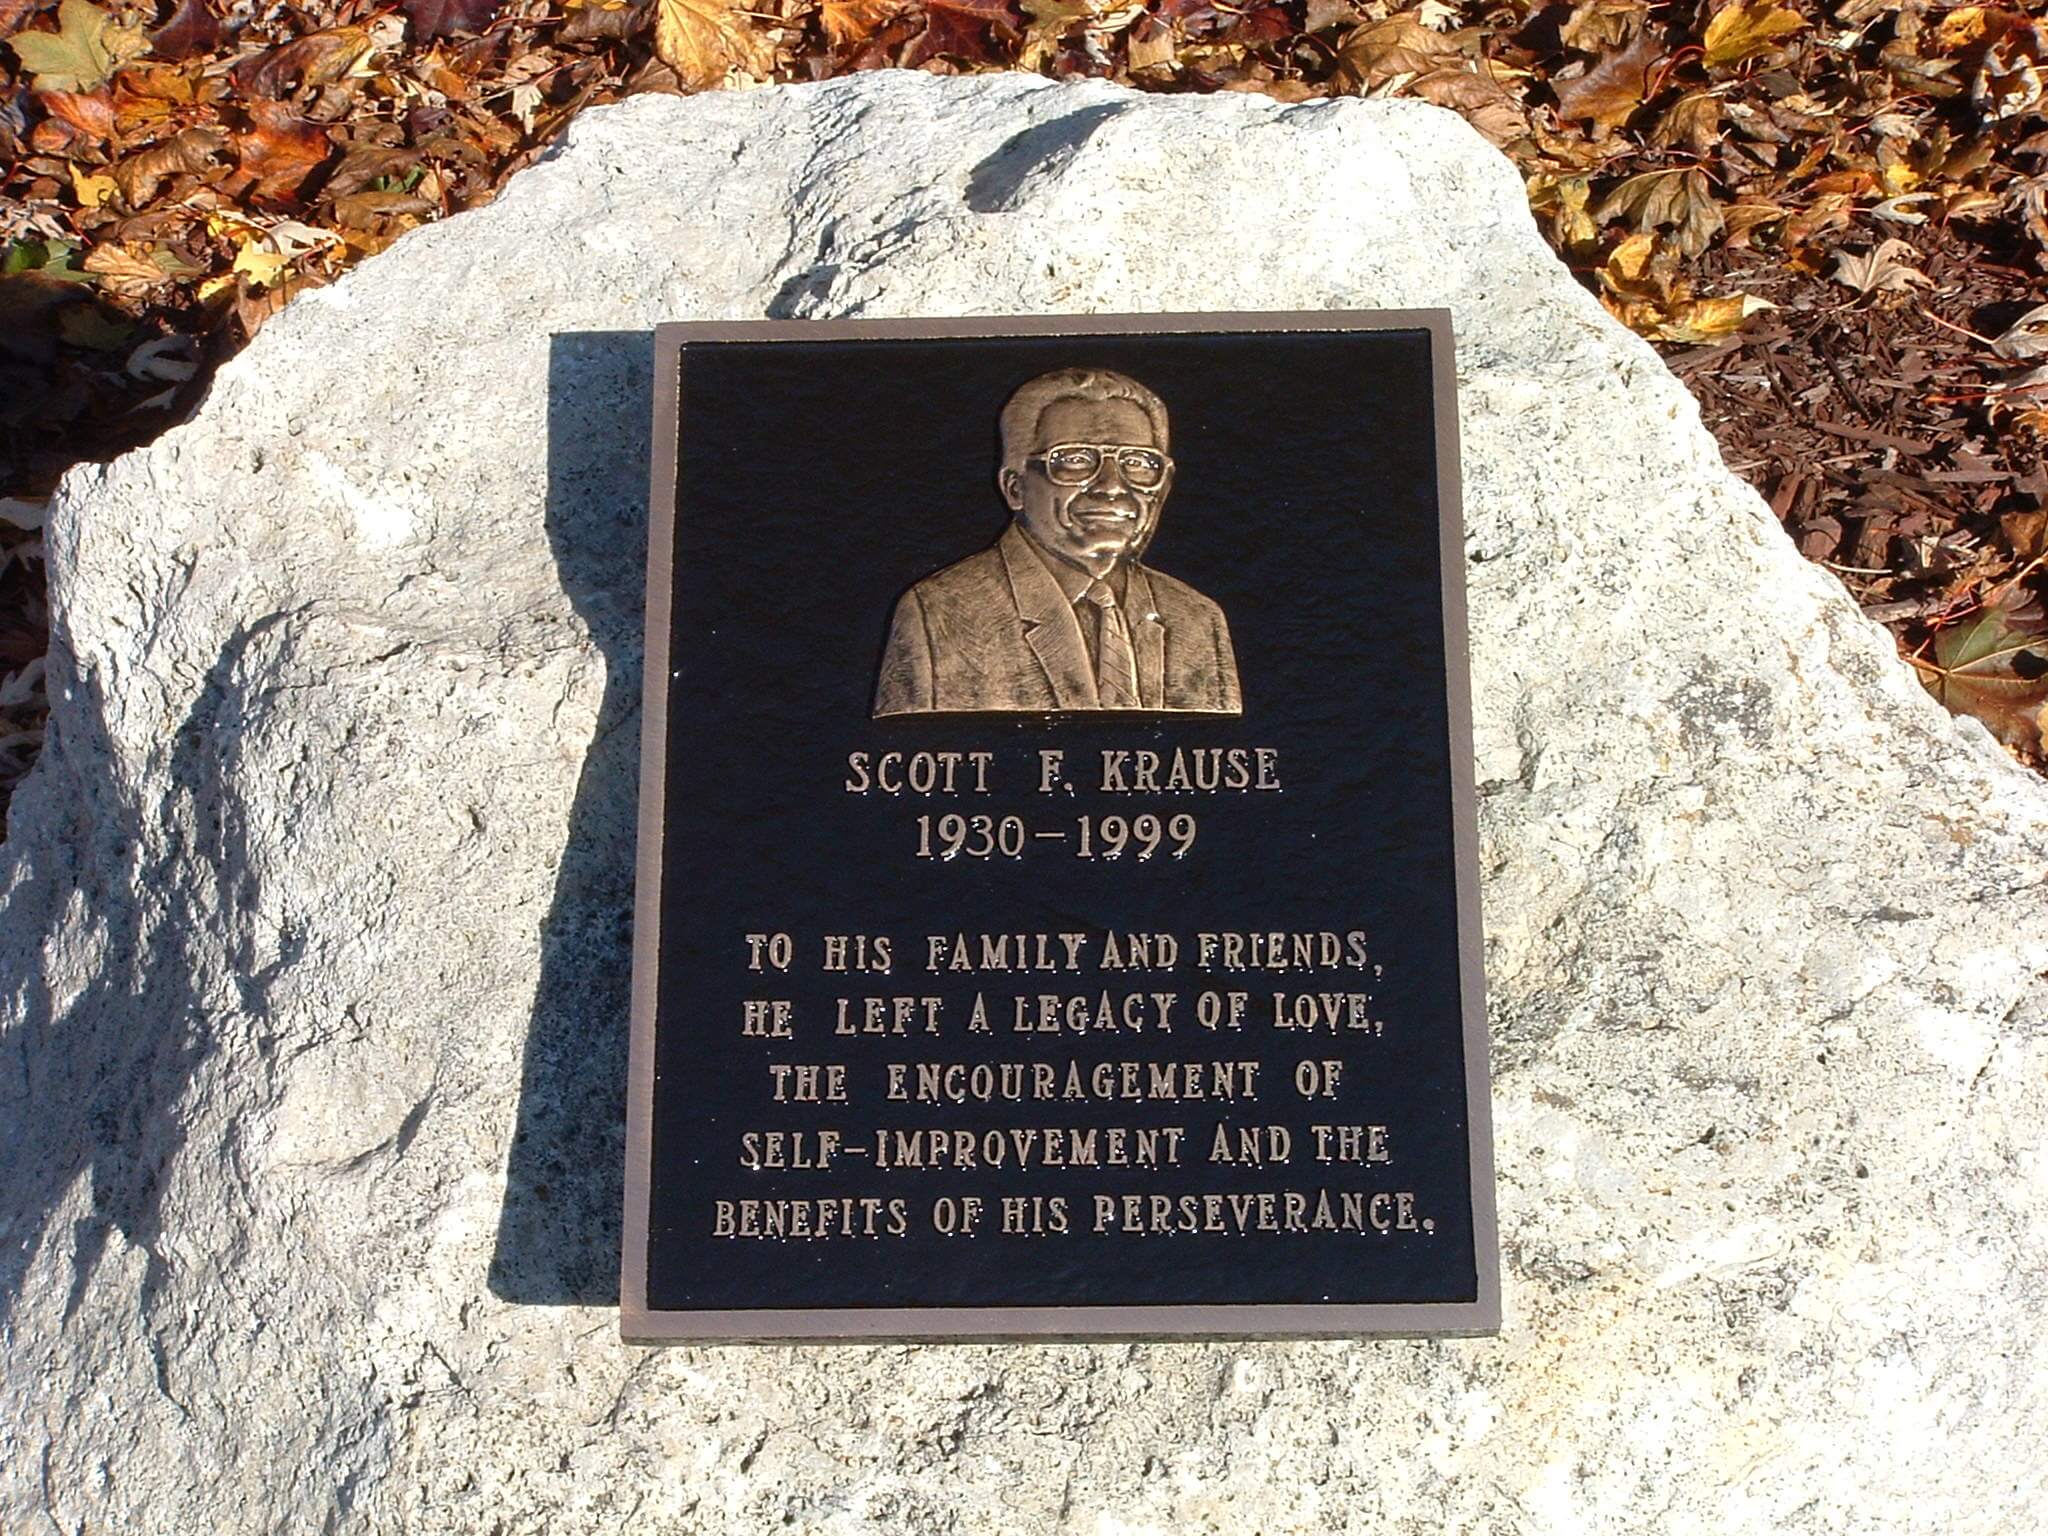 SCOTT F. KRAUSE
1930-1999
TO HIS FAMILY AND FRIENDS,
HE LEFT A LEGACY OF LOVE,
THE ENCOURAGEMENT OF
SELF-IMPROVEMENT AND THE
BENEFITS OF HIS PERSEVERANCE.